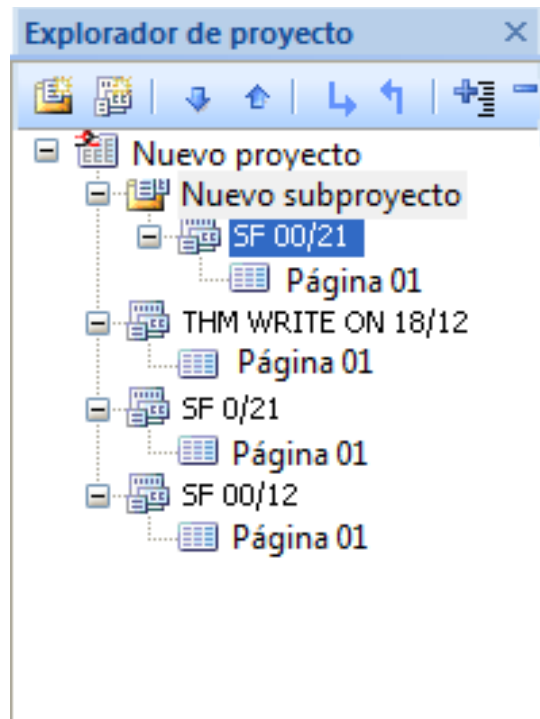 Explorador de proyecto
Nuevo proyecto
Nuevo subproyecto
SF 00/21
Página 01
THM WRITE ON 18/12
Página 01
SF 0/21
Página 01
SF 00/12
Página 01